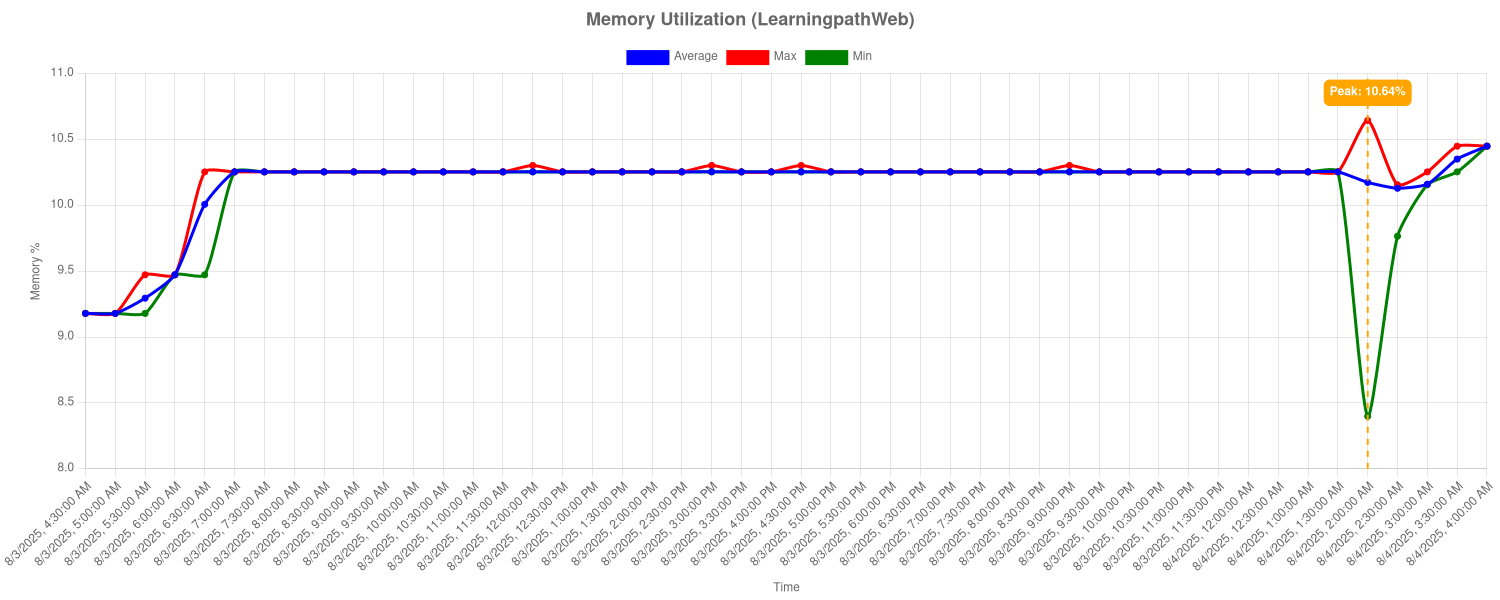 Memory Utilization (LearningpathWeb)
Average Max Min
11.0
Peak: 10.64%
10.5
10.0
9.5
Memory %
9.0
8.5
8.0
8/3/2025, 4:30:00 AM
8/3/2025, 5:00:00 AM
8/3/2025, 5:30:00 AM
8/3/2025, 6:00:00 AM
8/3/2025, 6:30:00 AM
8/3/2025, 7:00:00 AM
8/3/2025, 7:30:00 AM
8/3/2025, 8:00:00 AM
8/3/2025, 8:30:00 AM
8/3/2025, 9:00:00 AM
8/3/2025, 9:30:00 AM
8/3/2025, 10:00:00 AM
8/3/2025, 10:30:00 AM
8/3/2025, 11:00:00 AM
8/3/2025, 11:30:00 AM
8/3/2025, 12:00:00 PM
8/3/2025, 12:30:00 PM
8/3/2025, 1:00:00 PM
8/3/2025, 1:30:00 PM
8/3/2025, 2:00:00 PM
8/3/2025, 2:30:00 PM
8/3/2025, 3:00:00 PM
8/3/2025, 3:30:00 PM
8/3/2025, 4:00:00 PM
8/3/2025, 4:30:00 PM
8/3/2025, 5:00:00 PM
8/3/2025, 5:30:00 PM
8/3/2025, 6:00:00 PM
8/3/2025, 6:30:00 PM
8/3/2025, 7:00:00 PM
8/3/2025, 7:30:00 PM
8/3/2025, 8:00:00 PM
8/3/2025, 8:30:00 PM
8/3/2025, 9:00:00 PM
8/3/2025, 9:30:00 PM
8/3/2025, 10:00:00 PM
8/3/2025, 10:30:00 PM
8/3/2025, 11:00:00 PM
8/3/2025, 11:30:00 PM
8/4/2025, 12:00:00 AM
8/4/2025, 12:30:00 AM
8/4/2025, 1:00:00 AM
8/4/2025, 1:30:00 AM
8/4/2025, 2:00:00 AM
8/4/2025, 2:30:00 AM
8/4/2025, 3:00:00 AM
8/4/2025, 3:30:00 AM
8/4/2025, 4:00:00 AM
Time